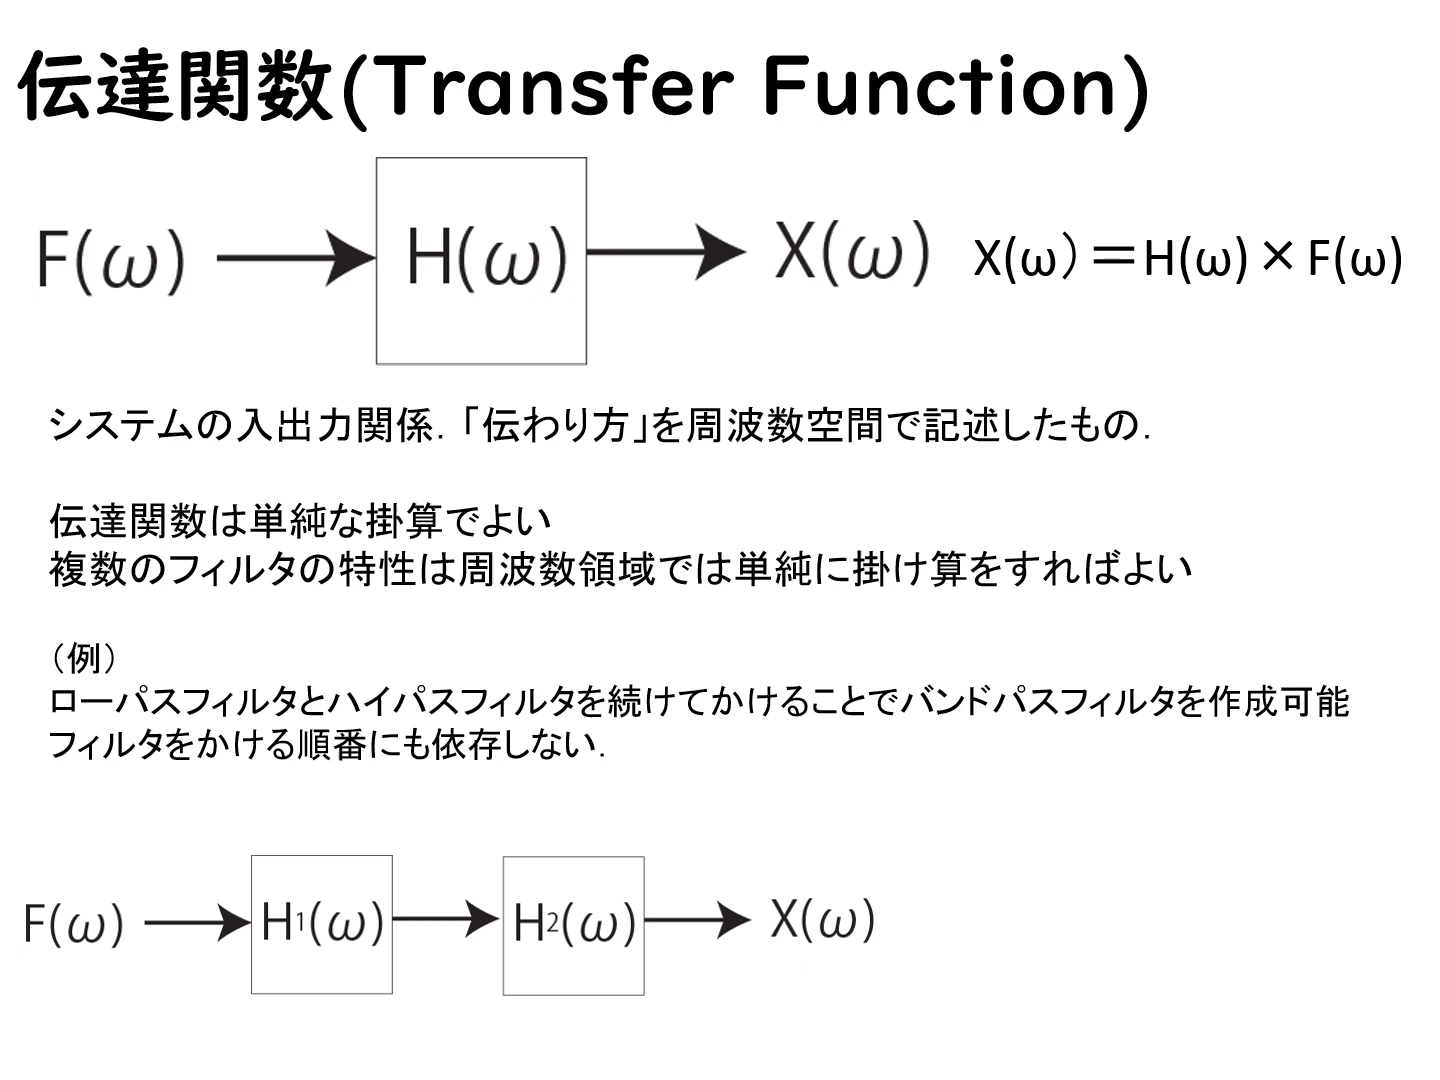 伝達関数(Transfer Function)
F(ω) H(ω) X(ω) X(ω)＝H(ω)×F(ω)
システムの入出力関係．「伝わり方」を周波数空間で記述したもの．
伝達関数は単純な掛算でよい
複数のフィルタの特性は周波数領域では単純に掛け算をすればよい
（例）
ローパスフィルタとハイパスフィルタを続けてかけることでバンドパスフィルタを作成可能
フィルタをかける順番にも依存しない．
F(ω) H1(ω) H2(ω) X(ω)